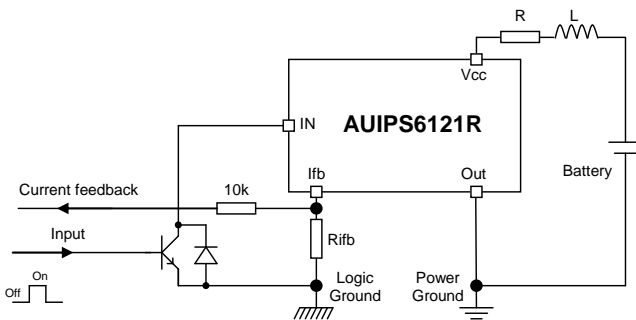 R
L
Vcc
IN
AUIPS6121R
Ifb
Out
Battery
Current feedback
10k
Input
Rifb
On
Off
Logic
Ground
Power
Ground